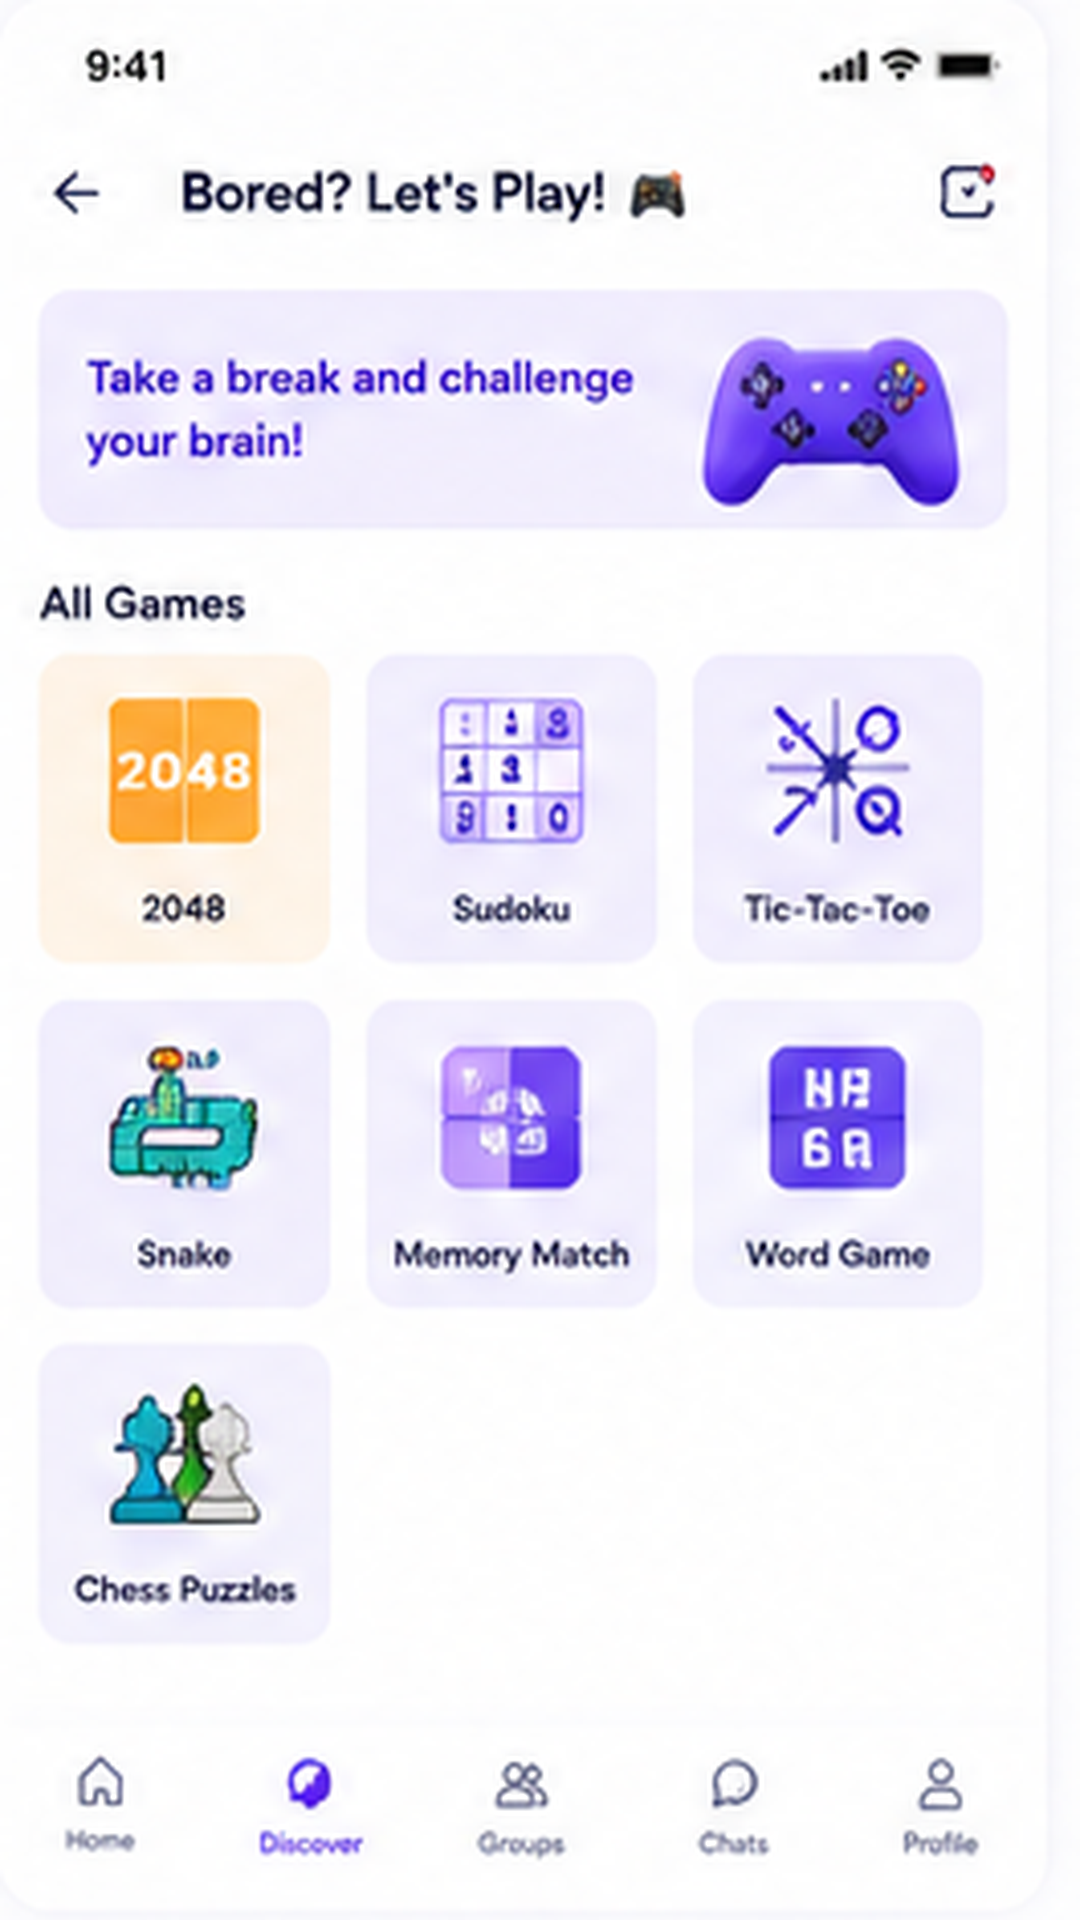 9:41
Bored? Let's Play!
Take a break and challenge
your brain!
All Games
2048
2048
Sudoku
Tic-Tac-Toe
Snake
Memory Match
Word Game
Chess Puzzles
Home
Discover
Groups
Chats
Profile